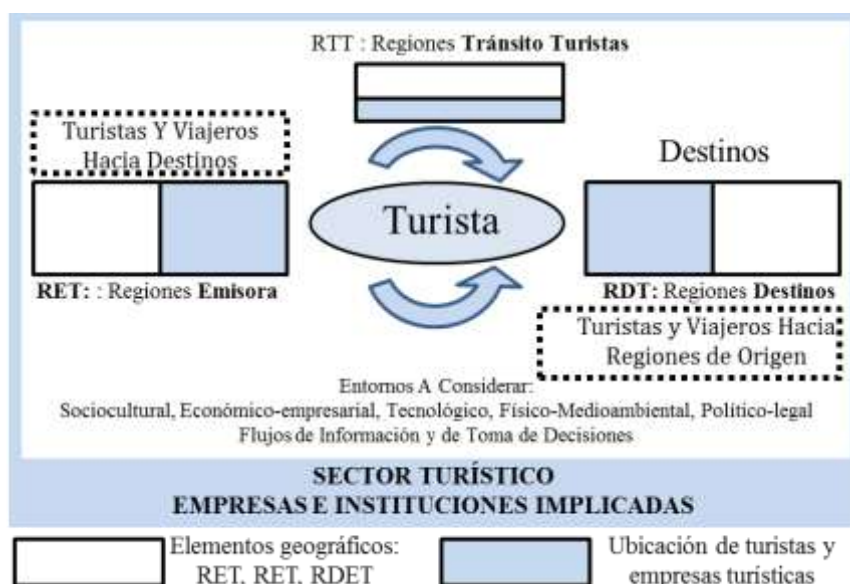 RTT : Regiones Tránsito Turistas
Turistas Y Viajeros
Hacia Destinos
Destinos
Turista
RET: : Regiones Emisora
RDT: Regiones Destinos
Turistas y Viajeros Hacia
Regiones de Origen
Entornos A Considerar:
Sociocultural, Económico-empresarial, Tecnológico, Físico-Medioambiental, Político-legal
Flujos de Información y de Toma de Decisiones
SECTOR TURÍSTICO
EMPRESAS E INSTITUCIONES IMPLICADAS
Elementos geográficos:
RET, RET, RDET
Ubicación de turistas y
empresas turísticas